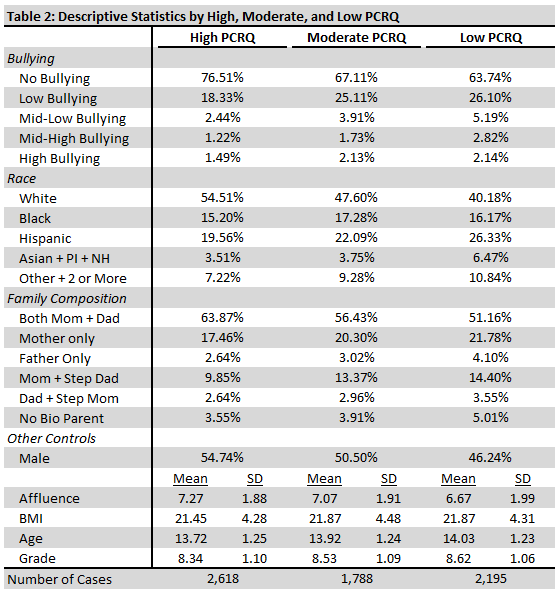 Table 2: Descriptive Statistics by High, Moderate, and Low PCRQ
High PCRQ Moderate PCRQ Low PCRQ
Bullying
No Bullying 76.51% 67.11% 63.74%
Low Bullying 18.33% 25.11% 26.10%
Mid-Low Bullying 2.44% 3.91% 5.19%
Mid-High Bullying 1.22% 1.73% 2.82%
High Bullying 1.49% 2.13% 2.14%
Race
White 54.51% 47.60% 40.18%
Black 15.20% 17.28% 16.17%
Hispanic 19.56% 22.09% 26.33%
Asian + PI + NH 3.51% 3.75% 6.47%
Other + 2 or More 7.22% 9.28% 10.84%
Family Composition
Both Mom + Dad 63.87% 56.43% 51.16%
Mother only 17.46% 20.30% 21.78%
Father Only 2.64% 3.02% 4.10%
Mom + Step Dad 9.85% 13.37% 14.40%
Dad + Step Mom 2.64% 2.96% 3.55%
No Bio Parent 3.55% 3.91% 5.01%
Other Controls
Male 54.74% 50.50% 46.24%
Mean SD Mean SD Mean SD
Affluence 7.27 1.88 7.07 1.91 6.67 1.99
BMI 21.45 4.28 21.87 4.48 21.87 4.31
Age 13.72 1.25 13.92 1.24 14.03 1.23
Grade 8.34 1.10 8.53 1.09 8.62 1.06
Number of Cases 2,618 1,788 2,195